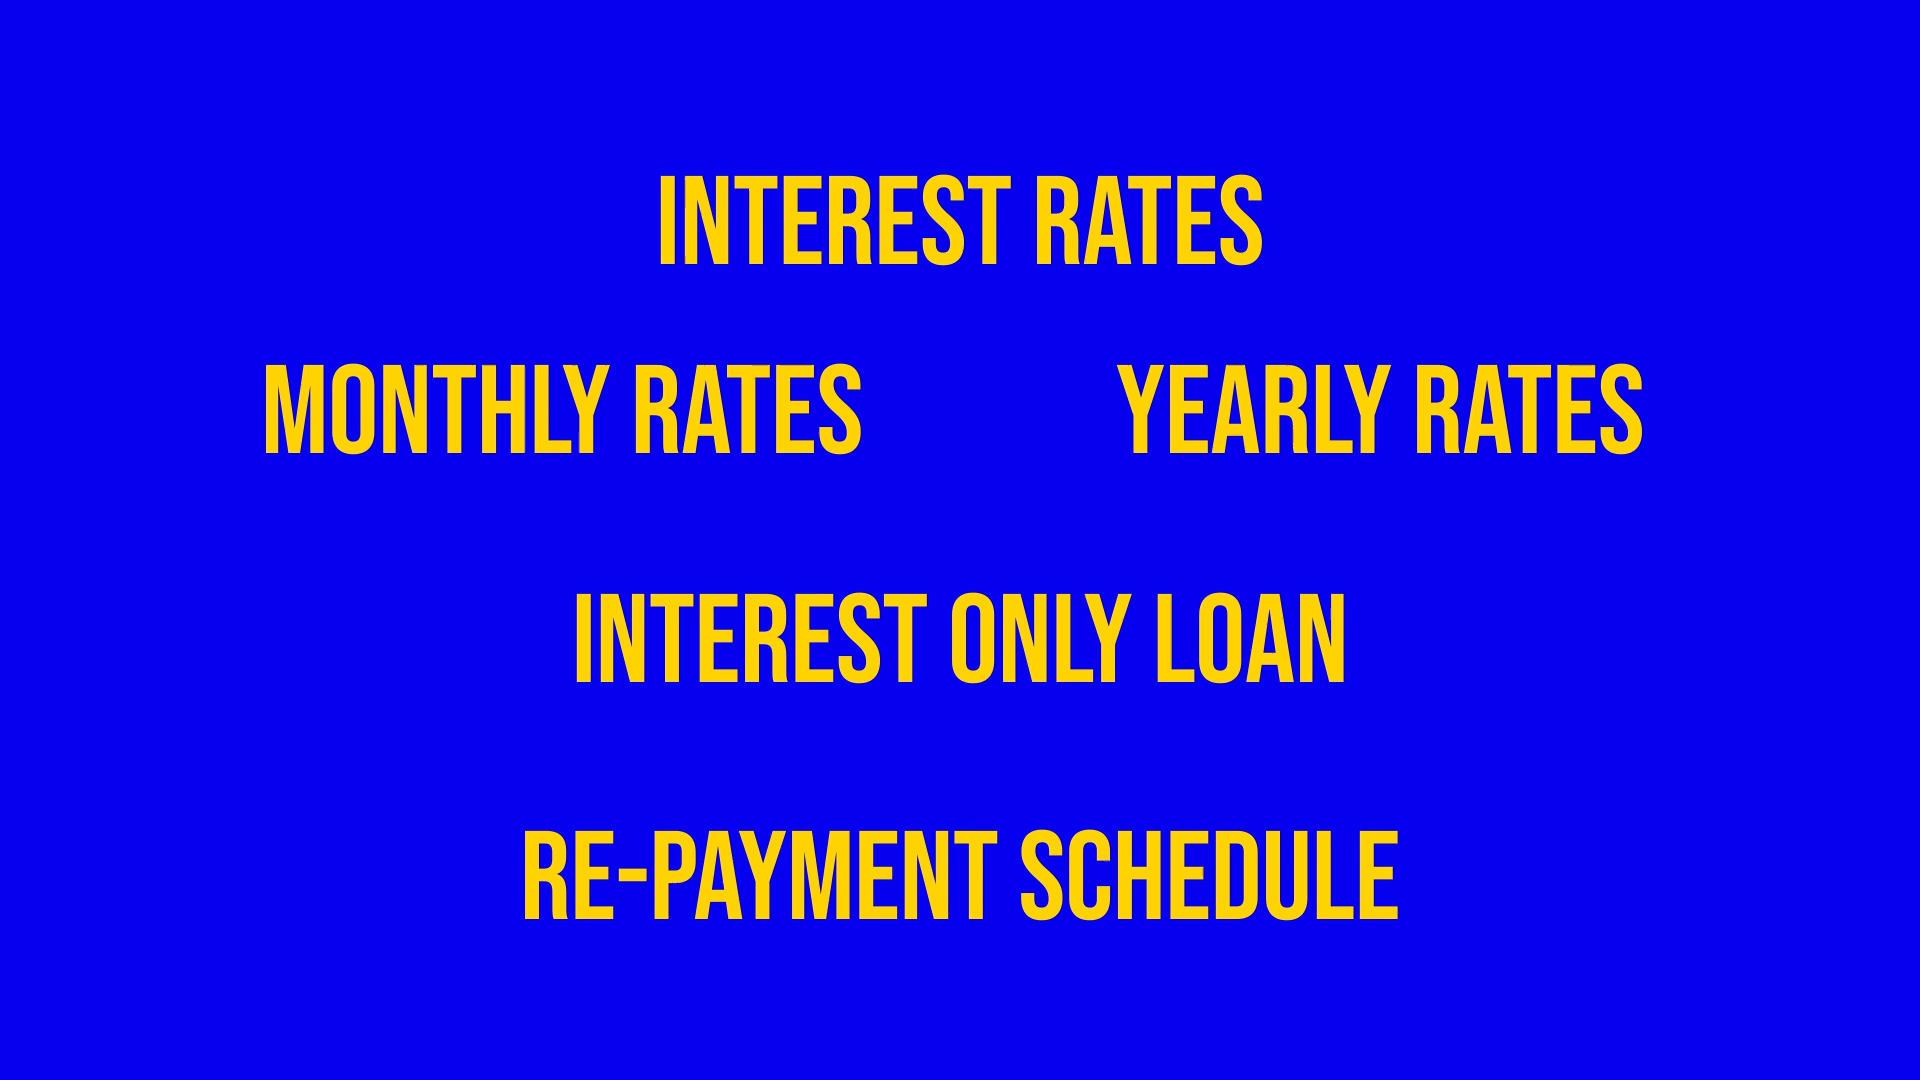 INTEREST RATES
MONTHLY RATES
YEARLY RATES
INTEREST ONLY LOAN
RE-PAYMENT SCHEDULE